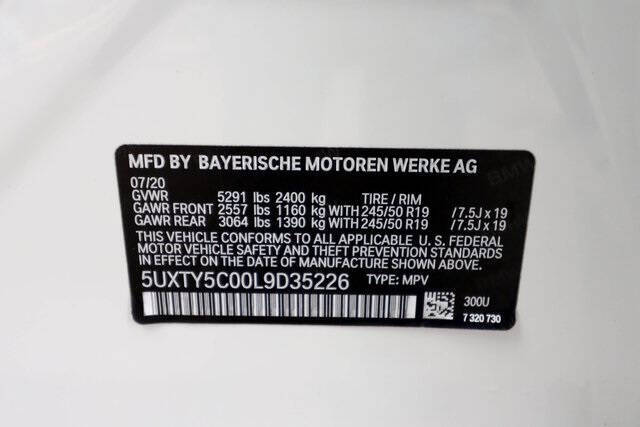 MFD BY BAYERISCHE MOTOREN WERKE AG
07/20
GVWR 5291 lbs 2400 kg TIRE / RIM
GAWR FRONT 2557 lbs 1160 kg WITH 245/50 R19 /7.5J x 19
GAWR REAR 3064 lbs 1390 kg WITH 245/50 R19 /7.5J x 19
THIS VEHICLE CONFORMS TO ALL APPLICABLE U. S. FEDERAL
MOTOR VEHICLE SAFETY AND THEFT PREVENTION STANDARDS
IN EFFECT ON THE DATE OF MANUFACTURE SHOWN ABOVE.
5UXTY5C00L9D35226 TYPE: MPV
300U
7 320 730